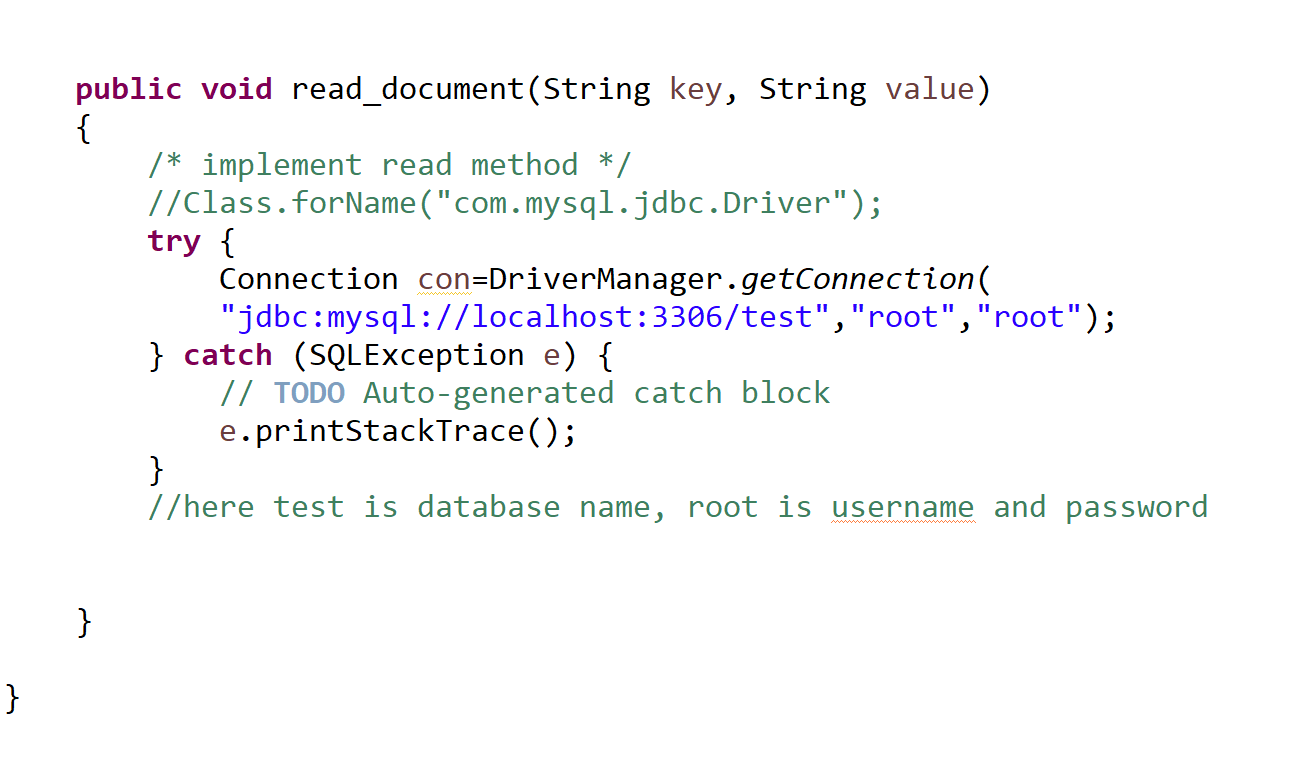 public void read_document(String key, String value)
{
/* implement read method */
//Class.forName("com.mysql.jdbc.Driver");
try {
Connection con=DriverManager.getConnection(
"jdbc:mysql://localhost:3306/test","root","root");
} catch (SQLException e) {
// TODO Auto-generated catch block
e.printStackTrace();
}
//here test is database name, root is username and password
}
}